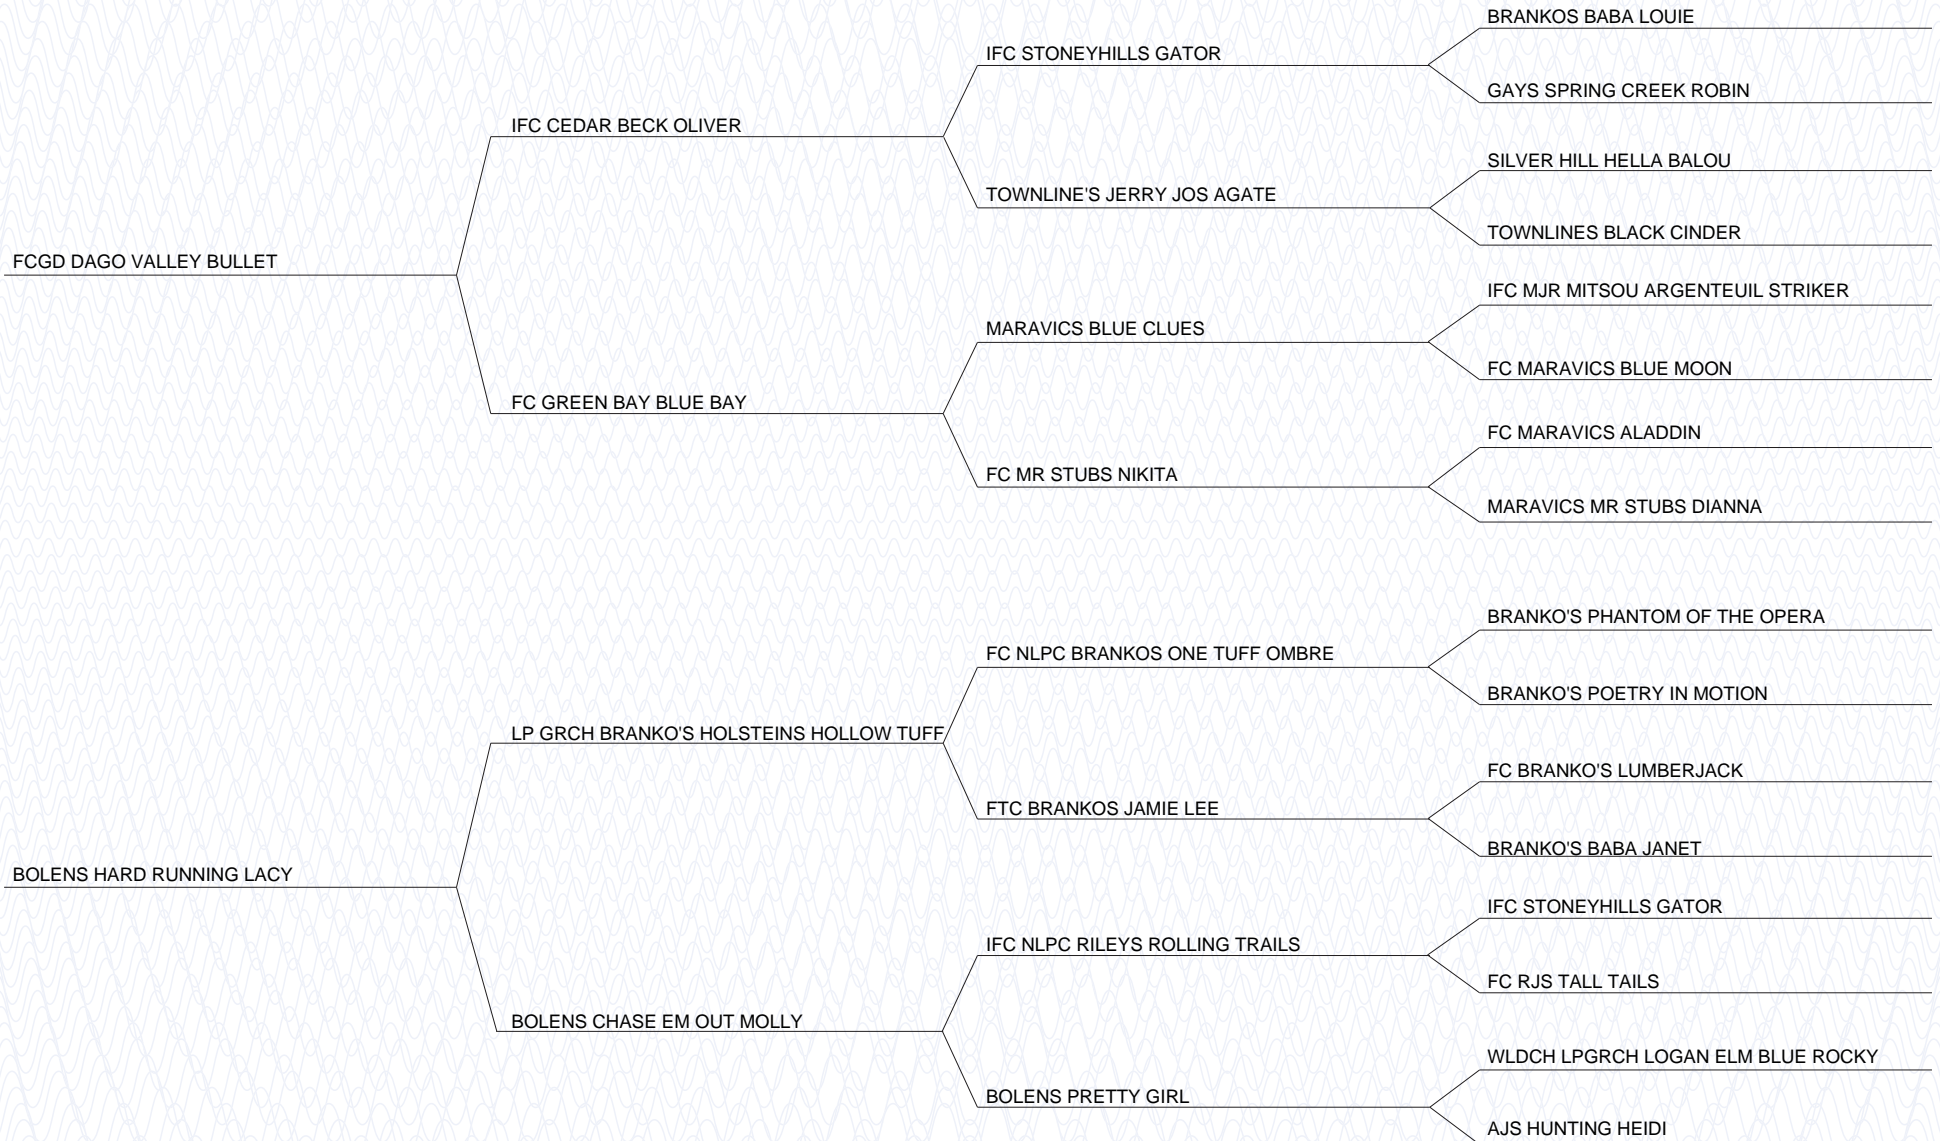 BRANKOS BABA LOUIE
IFC STONEYHILLS GATOR
GAYS SPRING CREEK ROBIN
IFC CEDAR BECK OLIVER
SILVER HILL HELLA BALOU
TOWNLINE'S JERRY JOS AGATE
TOWNLINES BLACK CINDER
FCGD DAGO VALLEY BULLET
IFC MJR MITSOU ARGENTEUIL STRIKER
MARAVICS BLUE CLUES
FC MARAVICS BLUE MOON
FC GREEN BAY BLUE BAY
FC MARAVICS ALADDIN
FC MR STUBS NIKITA
MARAVICS MR STUBS DIANNA
BRANKO'S PHANTOM OF THE OPERA
FC NLPC BRANKOS ONE TUFF OMBRE
BRANKO'S POETRY IN MOTION
LP GRCH BRANKO'S HOLSTEINS HOLLOW TUFF
FC BRANKO'S LUMBERJACK
FTC BRANKOS JAMIE LEE
BRANKO'S BABA JANET
BOLENS HARD RUNNING LACY
IFC STONEYHILLS GATOR
IFC NLPC RILEYS ROLLING TRAILS
FC RJS TALL TAILS
BOLENS CHASE EM OUT MOLLY
WLDCH LPGRCH LOGAN ELM BLUE ROCKY
BOLENS PRETTY GIRL
AJS HUNTING HEIDI